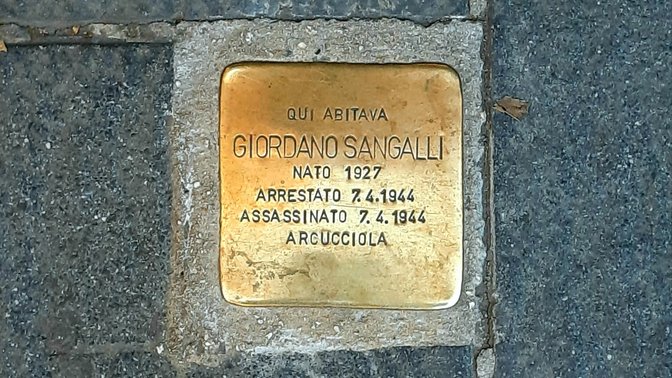 QUI ABITAVA
GIORDANO SANGALLI
NATO 1927
ARRESTATO 7.4.1944
ASSASSINATO 7.4.1944
ARCUCCIOLA